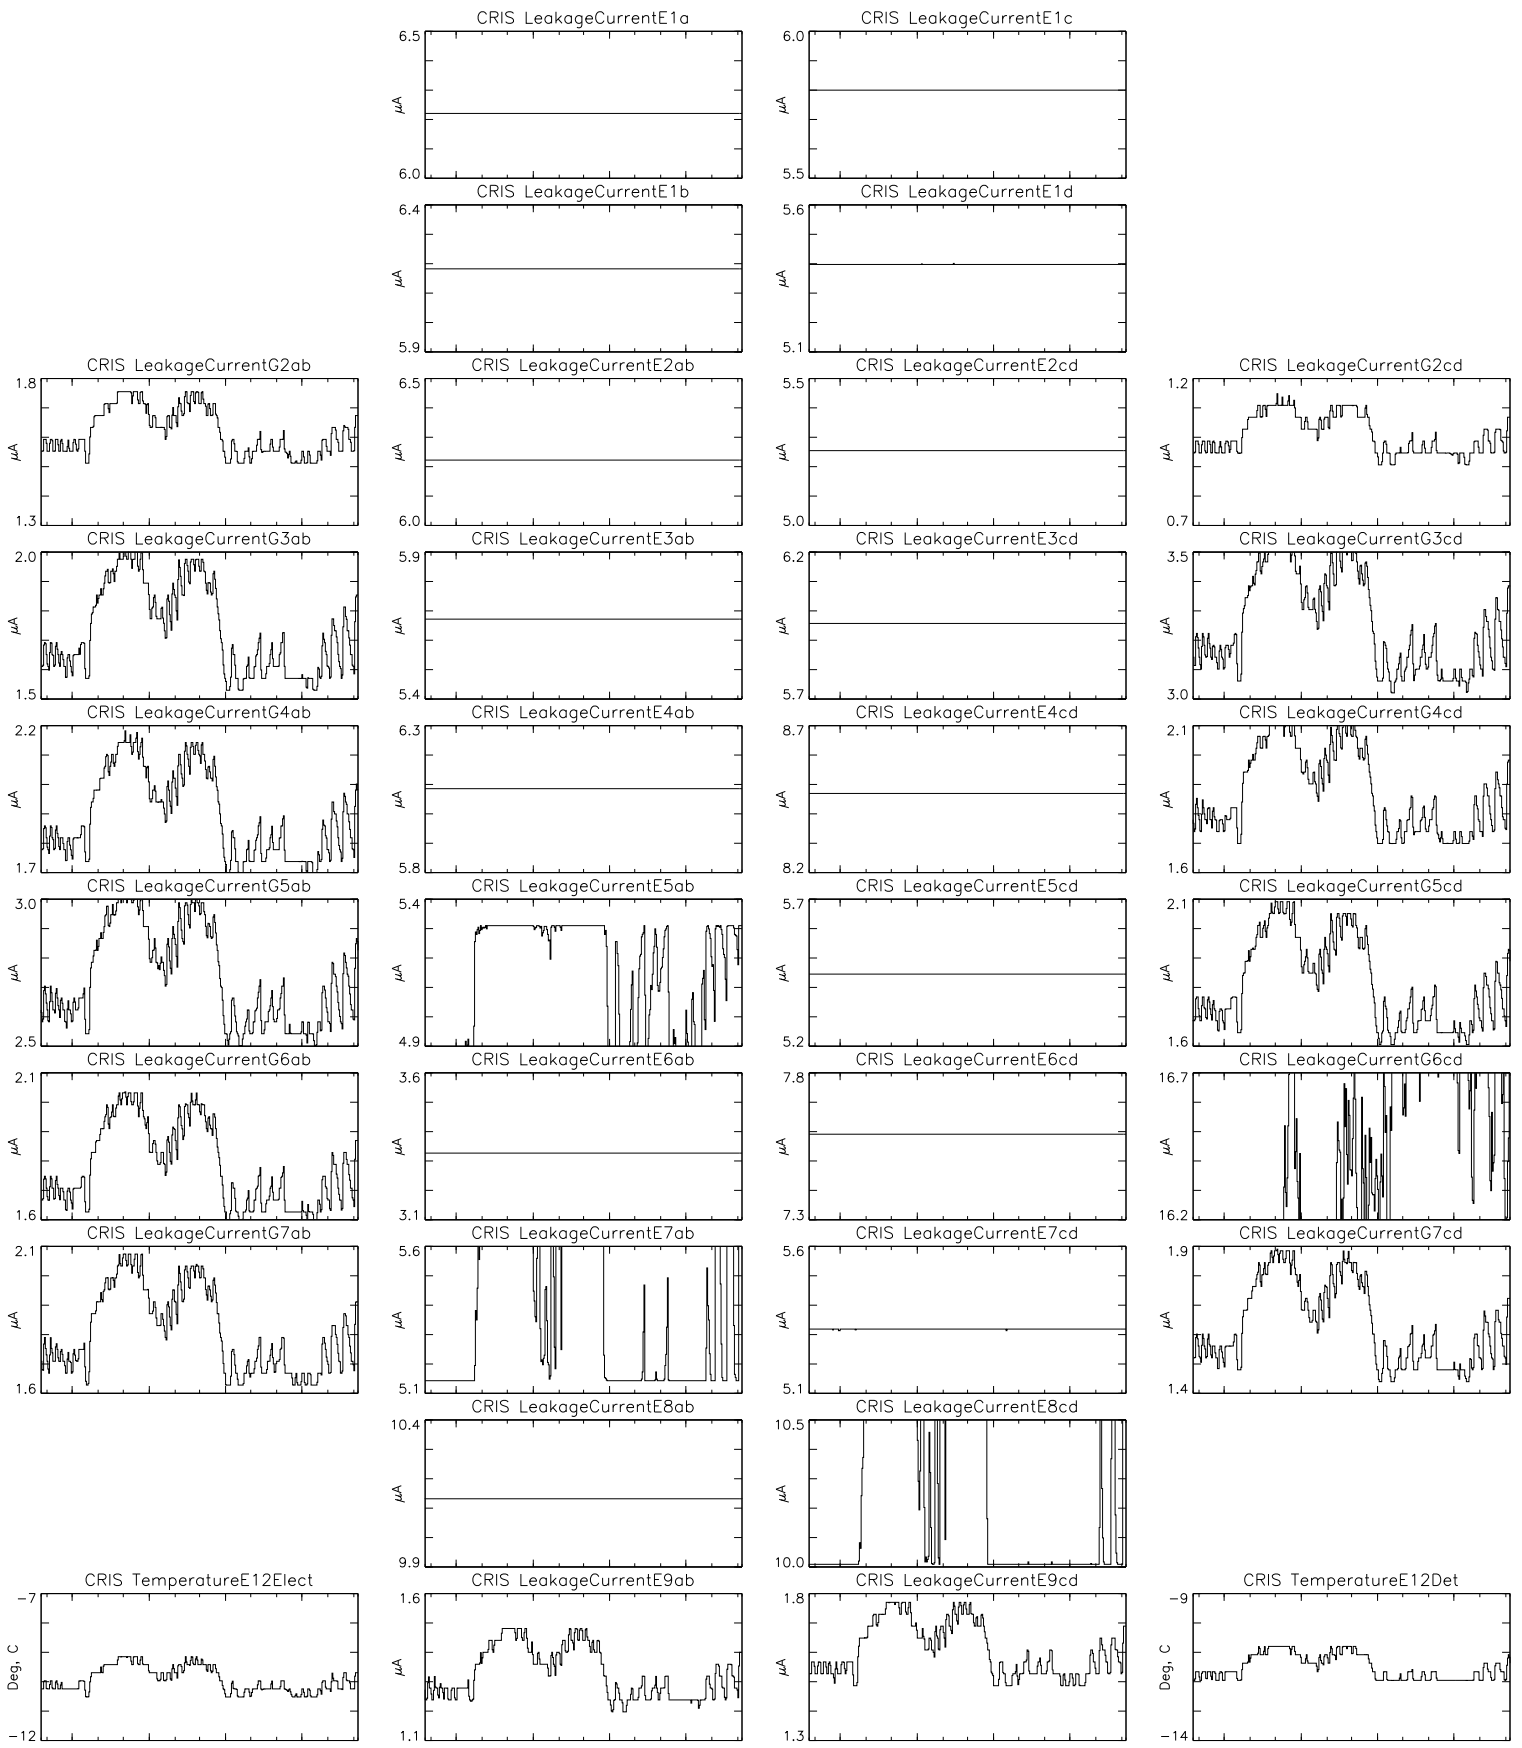 CRIS LeakageCurrentE1a
6.5
µA
6.0
CRIS LeakageCurrentE1c
6.0
µA
5.5
CRIS LeakageCurrentE1b
6.4
µA
5.9
CRIS LeakageCurrentE1d
5.6
µA
5.1
CRIS LeakageCurrentG2ab
1.8
µA
1.3
CRIS LeakageCurrentE2ab
6.5
µA
6.0
CRIS LeakageCurrentE2cd
5.5
µA
5.0
CRIS LeakageCurrentG2cd
1.2
µA
0.7
CRIS LeakageCurrentG3ab
2.0
µA
1.5
CRIS LeakageCurrentE3ab
5.9
µA
5.4
CRIS LeakageCurrentE3cd
6.2
µA
5.7
CRIS LeakageCurrentG3cd
3.5
µA
3.0
CRIS LeakageCurrentG4ab
2.2
µA
1.7
CRIS LeakageCurrentE4ab
6.3
µA
5.8
CRIS LeakageCurrentE4cd
8.7
µA
8.2
CRIS LeakageCurrentG4cd
2.1
µA
1.6
CRIS LeakageCurrentG5ab
3.0
µA
2.5
CRIS LeakageCurrentE5ab
5.4
µA
4.9
CRIS LeakageCurrentE5cd
5.7
µA
5.2
CRIS LeakageCurrentG5cd
2.1
µA
1.6
CRIS LeakageCurrentG6ab
2.1
µA
1.6
CRIS LeakageCurrentE6ab
3.6
µA
3.1
CRIS LeakageCurrentE6cd
7.8
µA
7.3
CRIS LeakageCurrentG6cd
16.7
µA
16.2
CRIS LeakageCurrentG7ab
2.1
µA
1.6
CRIS LeakageCurrentE7ab
5.6
µA
5.1
CRIS LeakageCurrentE7cd
5.6
µA
5.1
CRIS LeakageCurrentG7cd
1.9
µA
1.4
CRIS LeakageCurrentE8ab
10.4
µA
9.9
CRIS LeakageCurrentE8cd
10.5
µA
10.0
CRIS TemperatureE12Elect
−7
Deg, C
−12
CRIS LeakageCurrentE9ab
1.6
µA
1.1
CRIS LeakageCurrentE9cd
1.8
µA
1.3
CRIS TemperatureE12Det
−9
Deg, C
−14